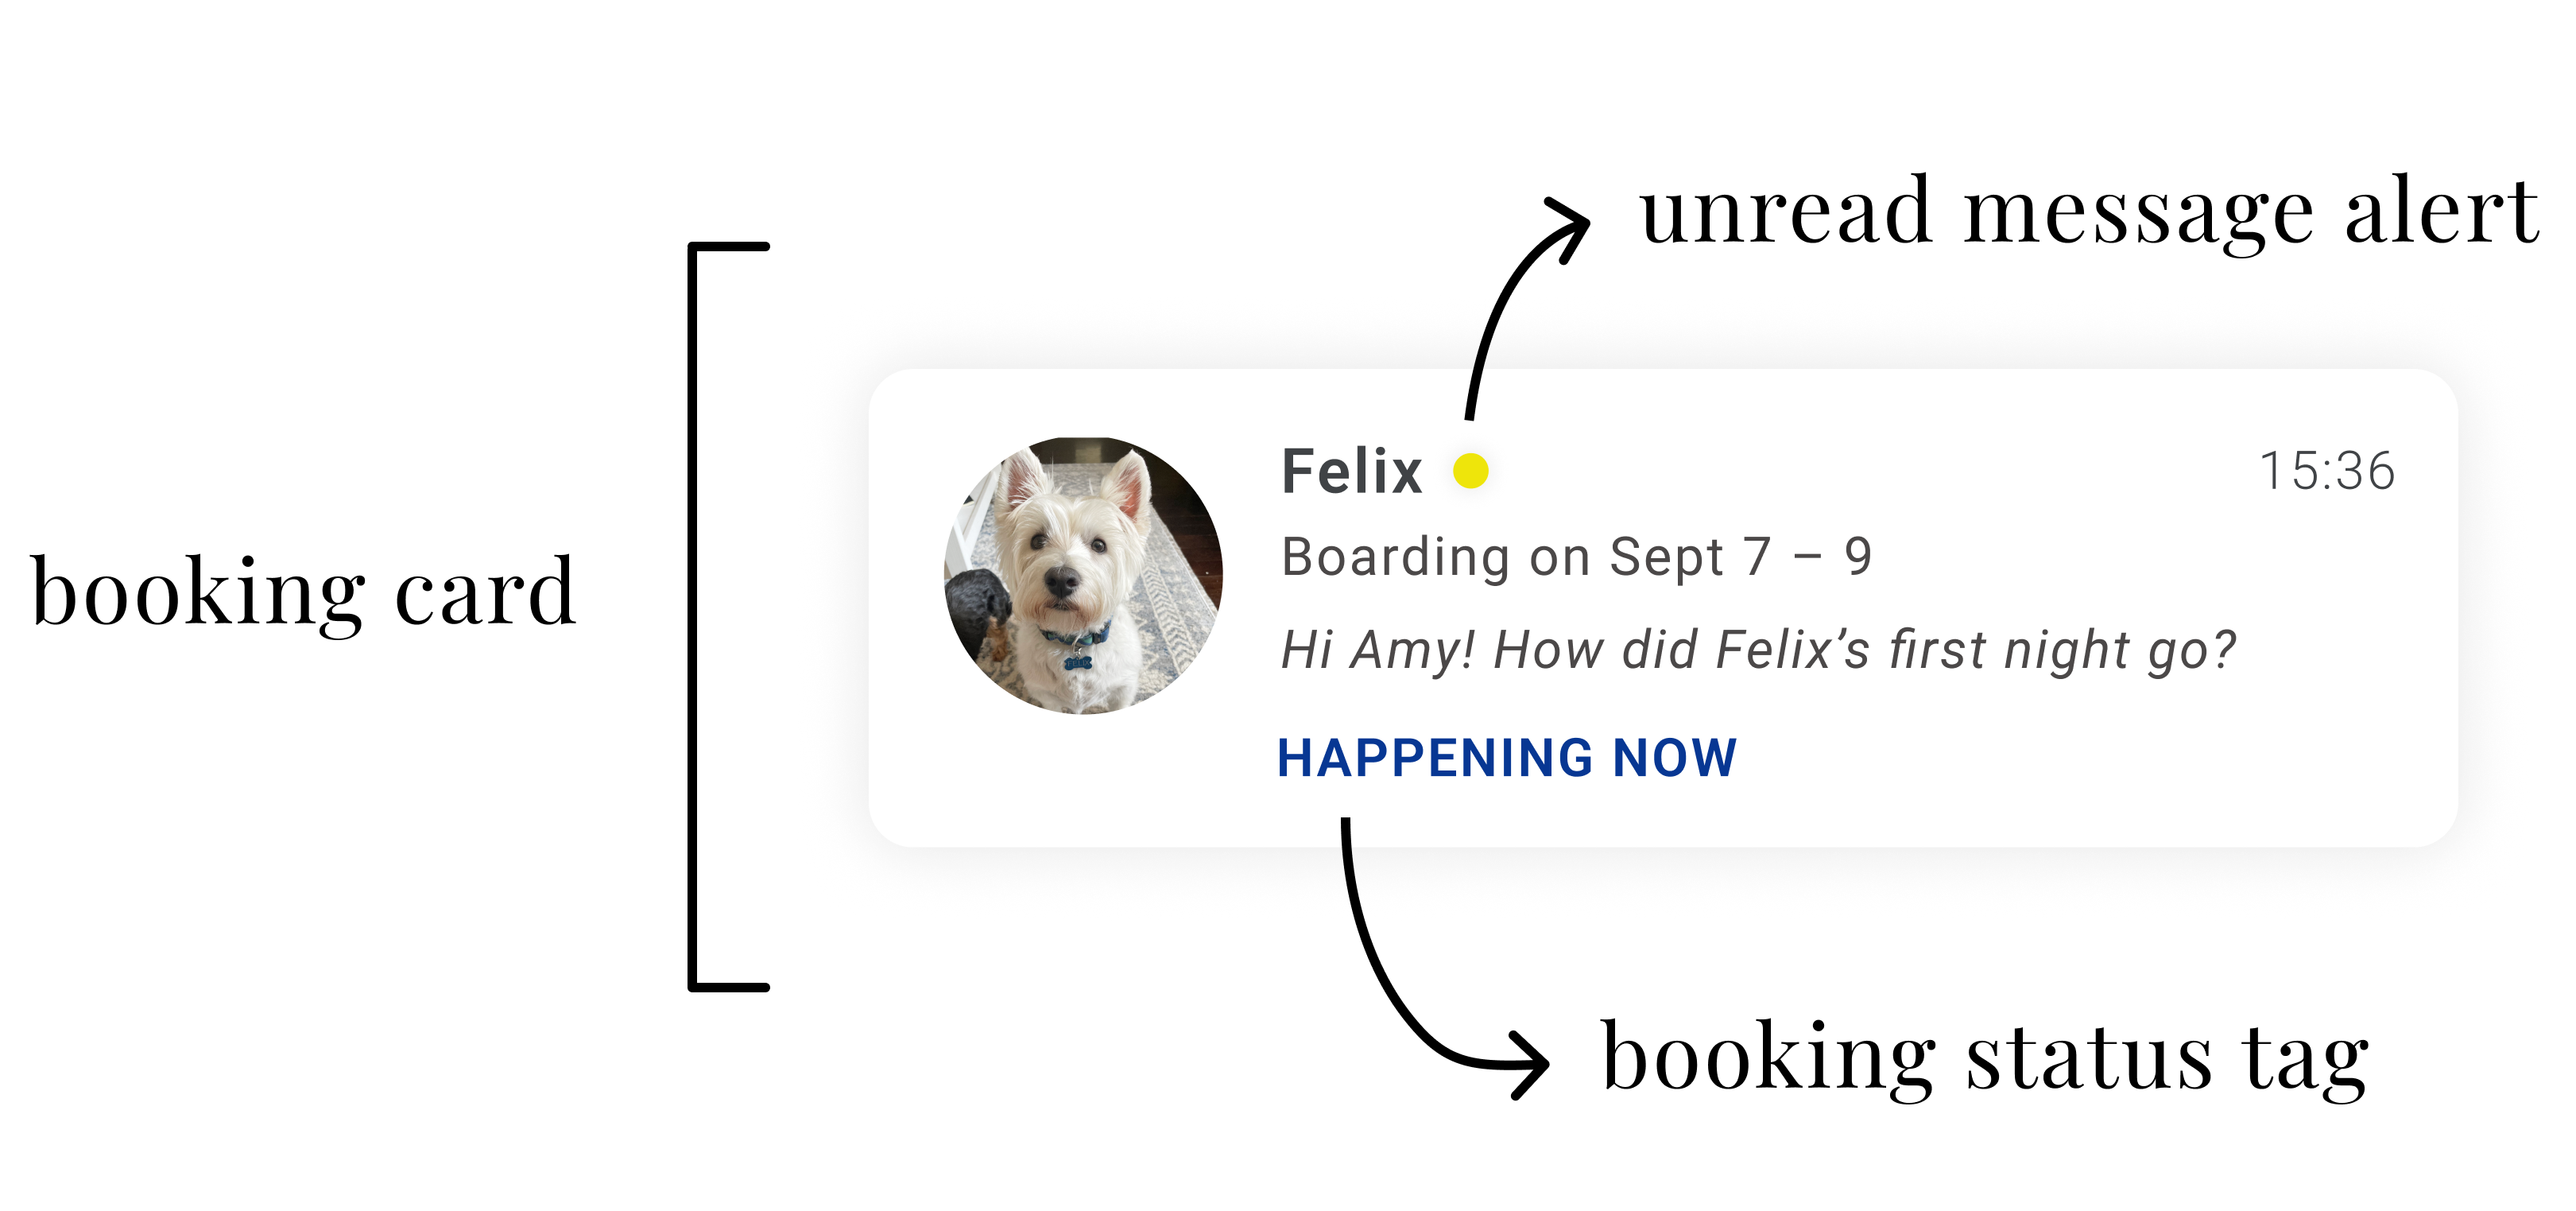 unread message alert
booking card
Felix
15:36
Boarding on Sept 7 – 9
Hi Amy! How did Felix’s first night go?
HAPPENING NOW
booking status tag